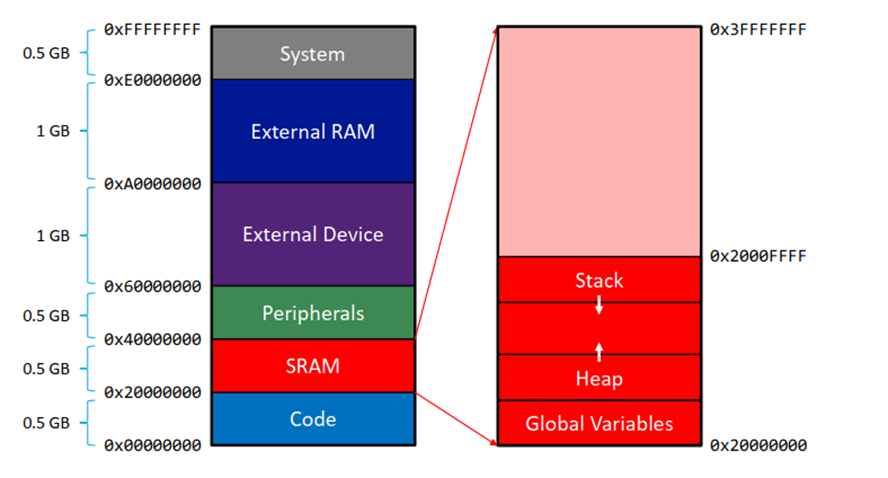 0xFFFFFFFF
0.5 GB
System
0xE0000000
1 GB
External RAM
0xA0000000
1 GB
External Device
0x60000000
0.5 GB
Peripherals
0x40000000
0.5 GB
SRAM
0x20000000
0.5 GB
Code
0x00000000
0x3FFFFFFF
0x2000FFFF
Stack
Heap
Global Variables
0x20000000